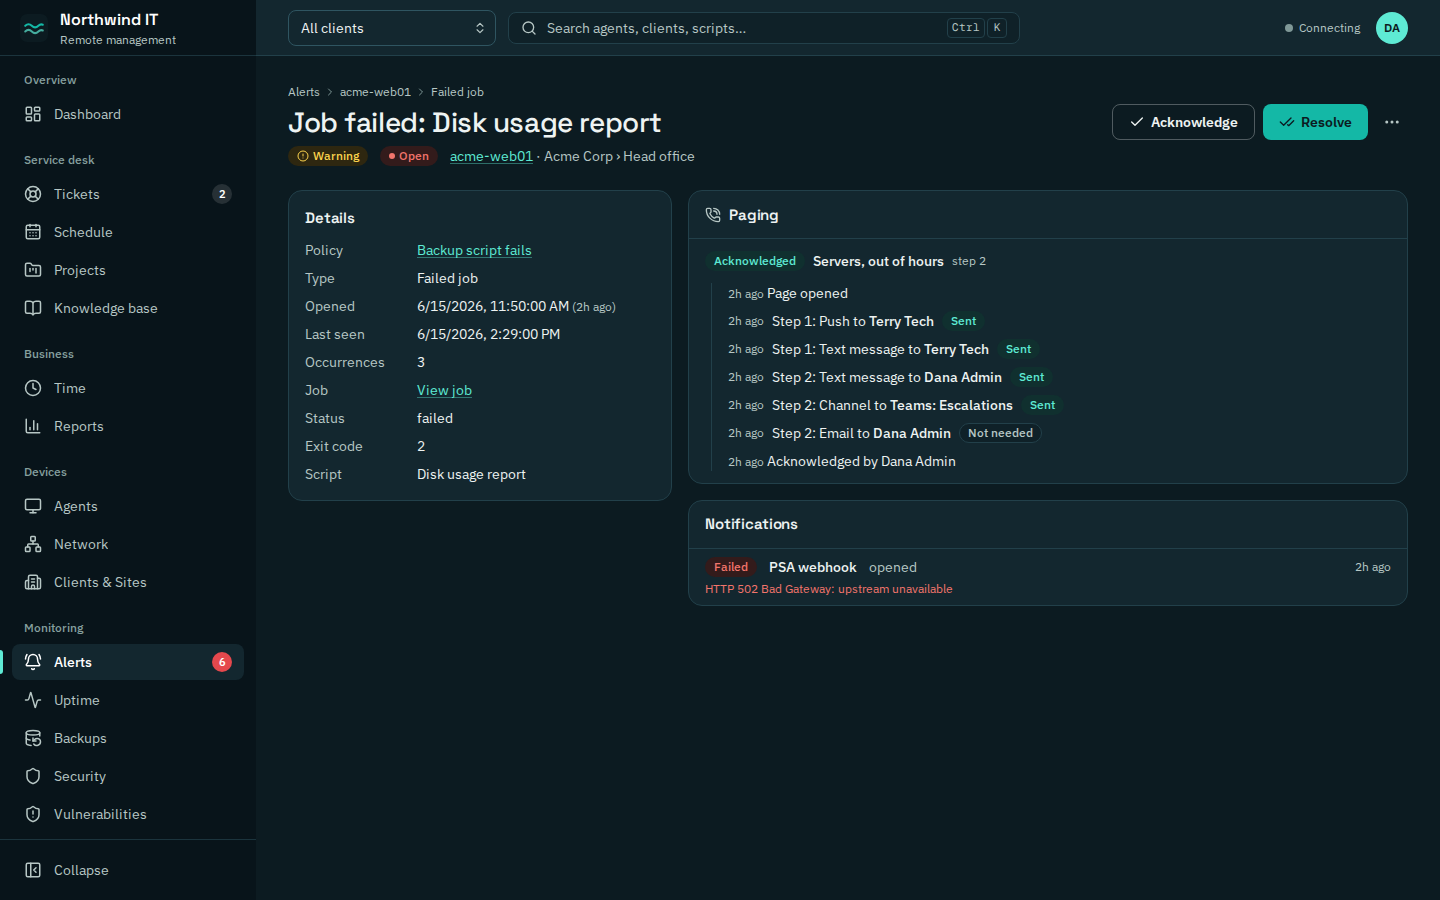 Northwind IT
Remote management
All clients
Search agents, clients, scripts...
Ctrl K
Connecting
DA
Overview
Dashboard
Service desk
Tickets 2
Schedule
Projects
Knowledge base
Business
Time
Reports
Devices
Agents
Network
Clients & Sites
Monitoring
Alerts 6
Uptime
Backups
Security
Vulnerabilities
Collapse
Alerts > acme-web01 > Failed job
Job failed: Disk usage report
Warning Open acme-web01 · Acme Corp › Head office
Acknowledge
Resolve
Details
Policy Backup script fails
Type Failed job
Opened 6/15/2026, 11:50:00 AM (2h ago)
Last seen 6/15/2026, 2:29:00 PM
Occurrences 3
Job View job
Status failed
Exit code 2
Script Disk usage report
Paging
Acknowledged Servers, out of hours step 2
2h ago Page opened
2h ago Step 1: Push to Terry Tech Sent
2h ago Step 1: Text message to Terry Tech Sent
2h ago Step 2: Text message to Dana Admin Sent
2h ago Step 2: Channel to Teams: Escalations Sent
2h ago Step 2: Email to Dana Admin Not needed
2h ago Acknowledged by Dana Admin
Notifications
Failed PSA webhook opened 2h ago
HTTP 502 Bad Gateway: upstream unavailable